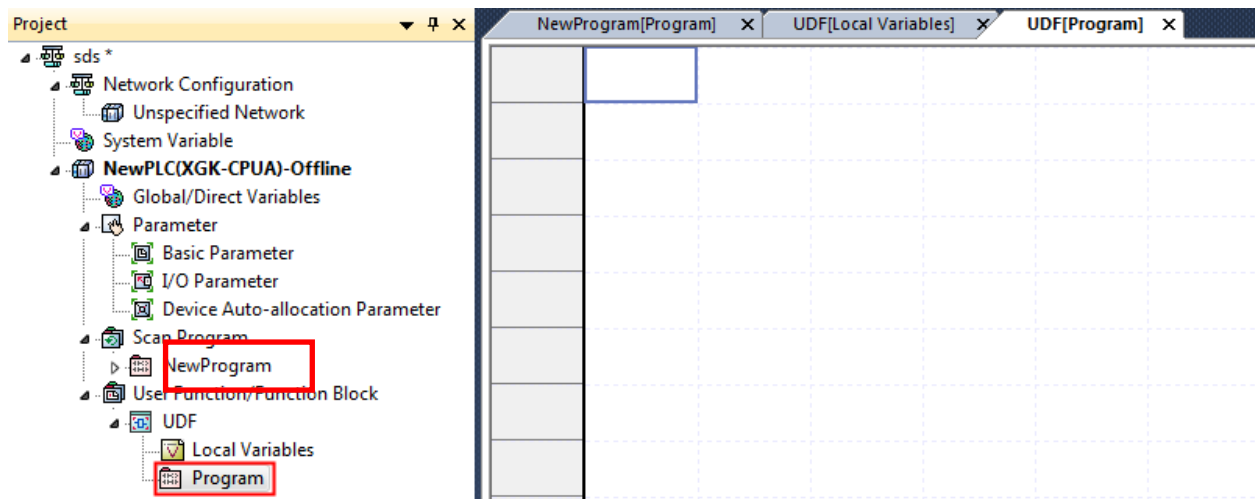 Project
NewProgram[Program]
UDF[Local Variables]
UDF[Program]
sds *
Network Configuration
Unspecified Network
System Variable
NewPLC(XGK-CPUA)-Offline
Global/Direct Variables
Parameter
Basic Parameter
I/O Parameter
Device Auto-allocation Parameter
Scan Program
NewProgram
User Function/Function Block
UDF
Local Variables
Program